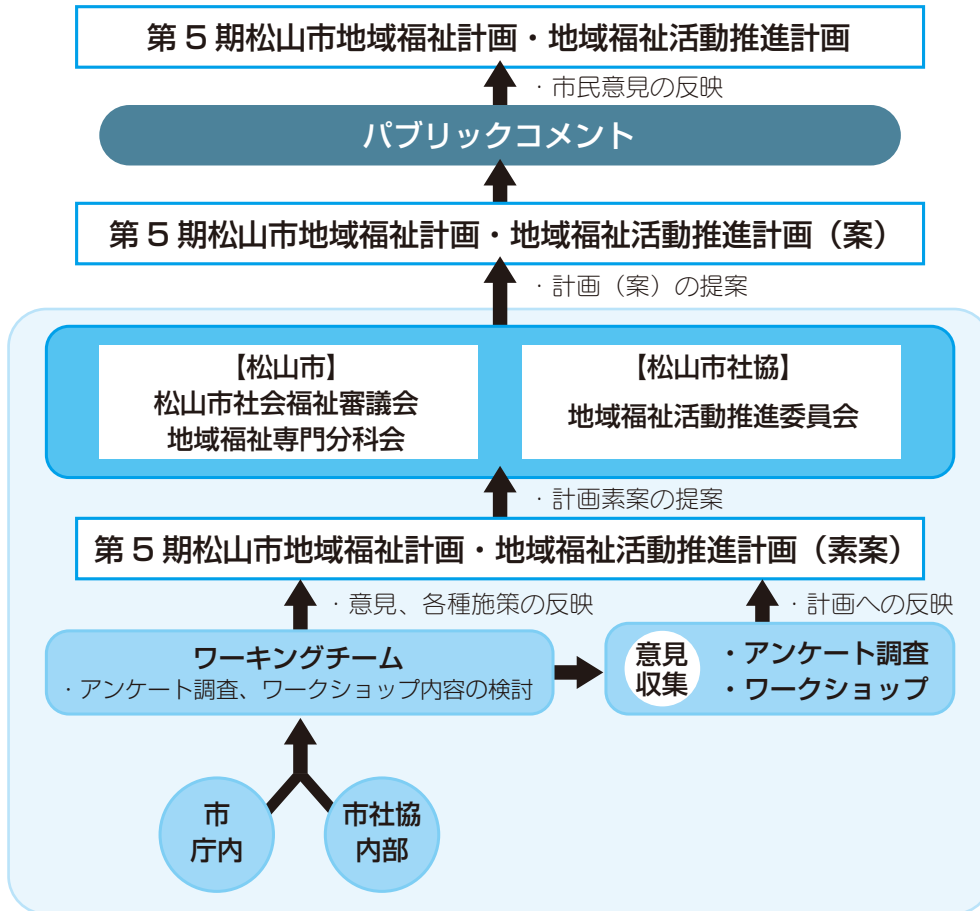 第5期松山市地域福祉計画・地域福祉活動推進計画
・市民意見の反映
パブリックコメント
第5期松山市地域福祉計画・地域福祉活動推進計画（案）
・計画（案）の提案
【松山市】
松山市社会福祉審議会
地域福祉専門分科会
【松山市社協】
地域福祉活動推進委員会
・計画素案の提案
第5期松山市地域福祉計画・地域福祉活動推進計画（素案）
・意見、各種施策の反映
・計画への反映
ワーキングチーム
・アンケート調査、ワークショップ内容の検討
意見
収集
・アンケート調査
・ワークショップ
市
庁内
市社協
内部